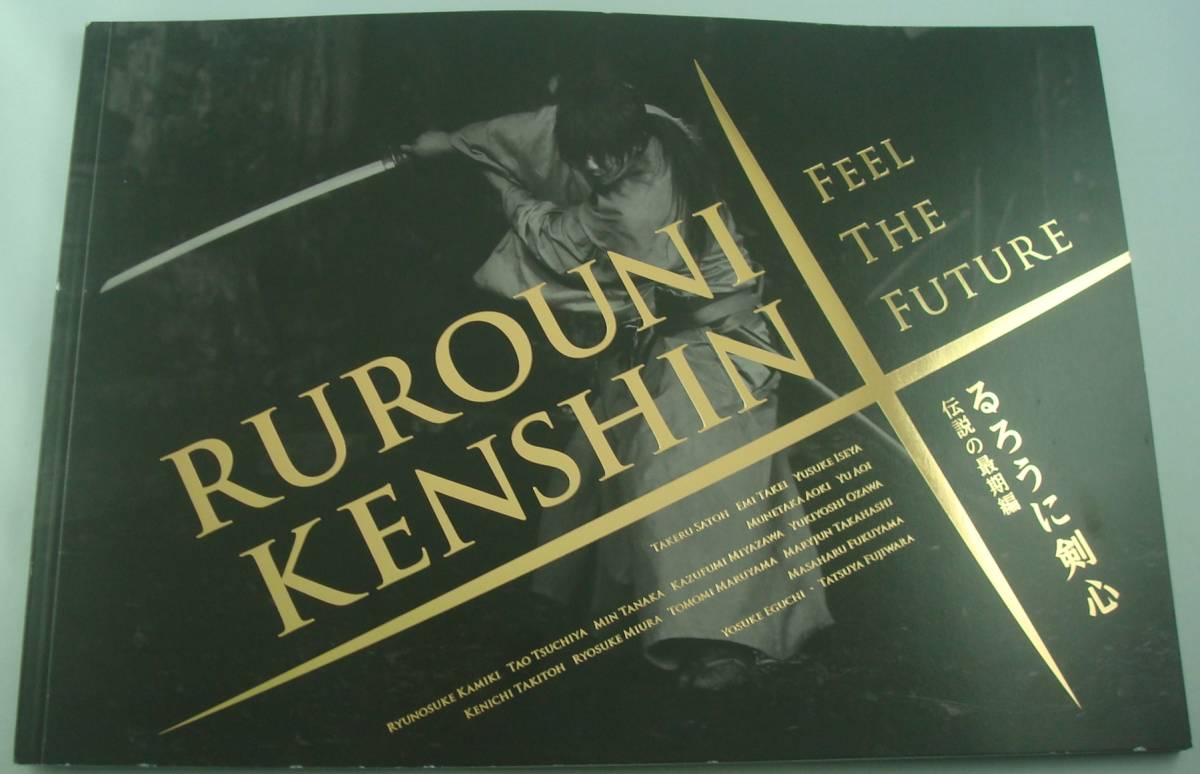 RUROUNI
KENSHIN
FEEL
THE
FUTURE
るろうに剣心
伝説の最期編
TAKERU SATOH EMI TAKEI YUSUKE ISEYA
MUNETAKA AOKI YU AOI
RYUNOSUKE KAMIKI TAO TSUCHIYA MIN TANAKA KAZUFUMI MIYAZAWA YUKIYOSHI OZAWA
KENICHI TAKITOH RYOSUKE MIURA TOMOMI MARUYAMA MARYJUN TAKAHASHI
MASAHARU FUKUYAMA
YOSUKE EGUCHI · TATSUYA FUJIWARA